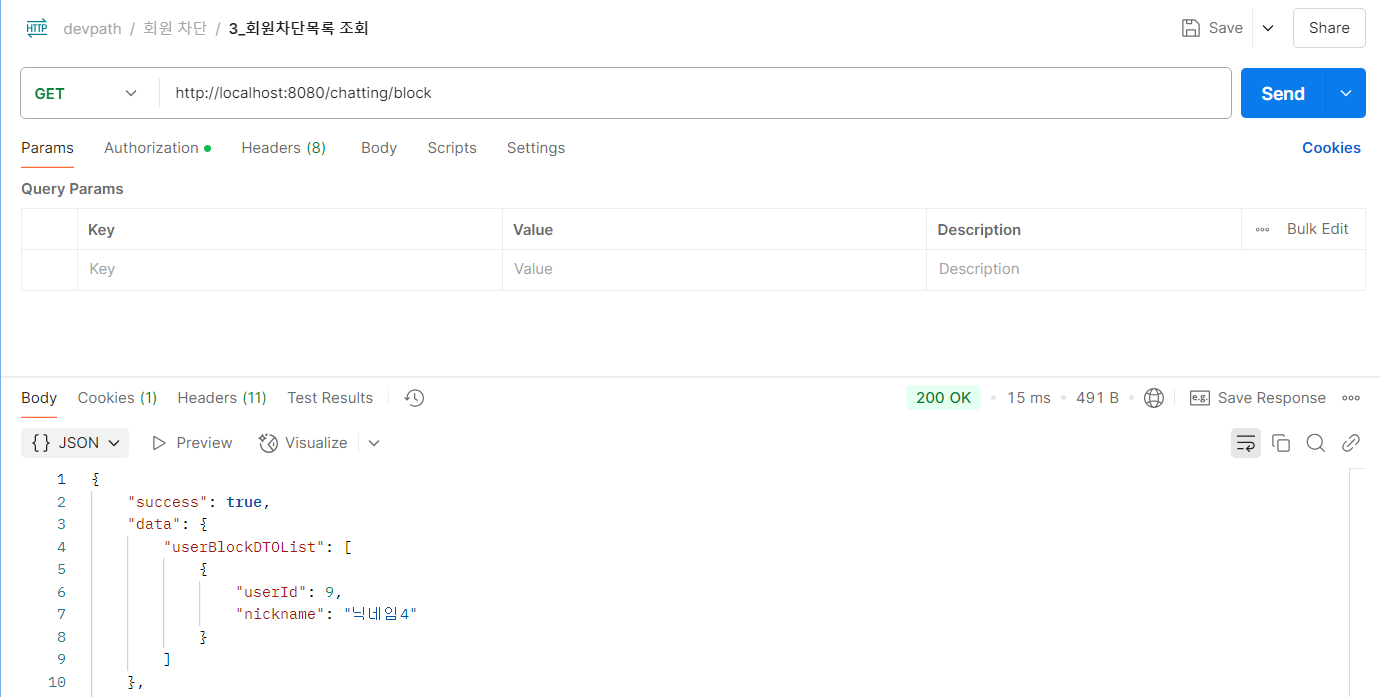 HTTP devpath / 회원 차단 / 3_회원차단목록 조회 Save Share
GET http://localhost:8080/chatting/block Send
Params Authorization Headers (8) Body Scripts Settings Cookies
Query Params
Key Value Description Bulk Edit
Key Value Description
Body Cookies (1) Headers (11) Test Results 200 OK • 15 ms • 491 B • e.g. Save Response
{} JSON Preview Visualize
1 {
2 "success": true,
3 "data": {
4 "userBlockDTOList": [
5 {
6 "userId": 9,
7 "nickname": "닉네임4"
8 }
9 ]
10 },